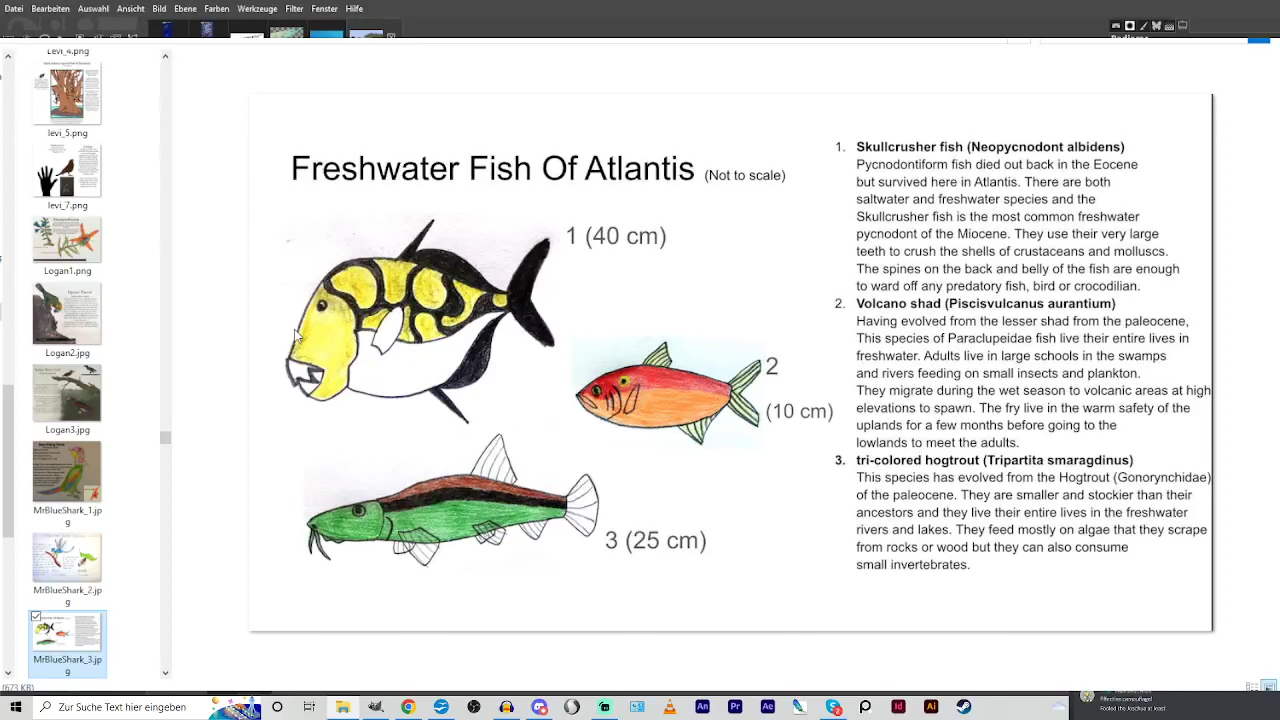 Datei Bearbeiten Auswahl Ansicht Bild Ebene Farben Werkzeuge Filter Fenster Hilfe
Levi_4.png
levi_5.png
levi_7.png
Logan1.png
Logan2.jpg
Logan3.jpg
MrBlueShark_1.jp
g
MrBlueShark_2.jp
g
MrBlueShark_3.jp
g
(673 KB)
Freshwater Fish Of Atlantis (Not to scale)
1 (40 cm)
2
(10 cm)
3 (25 cm)
1. Skullcrusher fish (Neopycnodont albidens)
Pycnodontiform fish died out back in the Eocene
but survived here in Atlantis. There are both
saltwater and freshwater species and the
Skullcrusher fish is the most common freshwater
pycnodont of the Miocene. They use their very large
teeth to crush the shells of crustaceans and molluscs.
The spines on the back and belly of the fish are enough
to ward off any predatory fish, bird or crocodilian.
2. Volcano shad (Piscisvulcanus aurantium)
Having evolved from the lesser shad from the paleocene,
This species of Paraclupeidae fish live their entire lives in
freshwater. Adults live in large schools in the swamps
and rivers feeding on small insects and plankton.
They migrate during the wet season to volcanic areas at high
elevations to spawn. The fry live in the warm safety of the
uplands for a few months before going to the
lowlands to meet the adults.
3. tri-colored hogtrout (Tripartita smaragdinus)
This species has evolved from the Hogtrout (Gonorynchidae)
of the paleocene. They are smaller and stockier than their
ancestors and they live their entire lives in the freshwater
rivers and lakes. They feed mostly on algae that they scrape
from rocks or wood but they can also consume
small invertebrates.
Zur Suche Text hier eingeben
An
Pr
Ae
2
Id
Ai